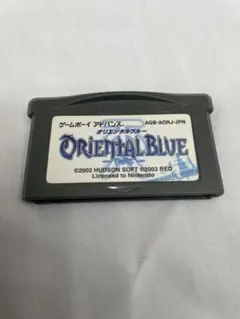 ゲームボーイ アドバンス AGB-AORJ-JPN
オリエンタルブルー
ORIENTAL BLUE
©2003 HUDSON SOFT ©2003 RED
Licensed to Nintendo